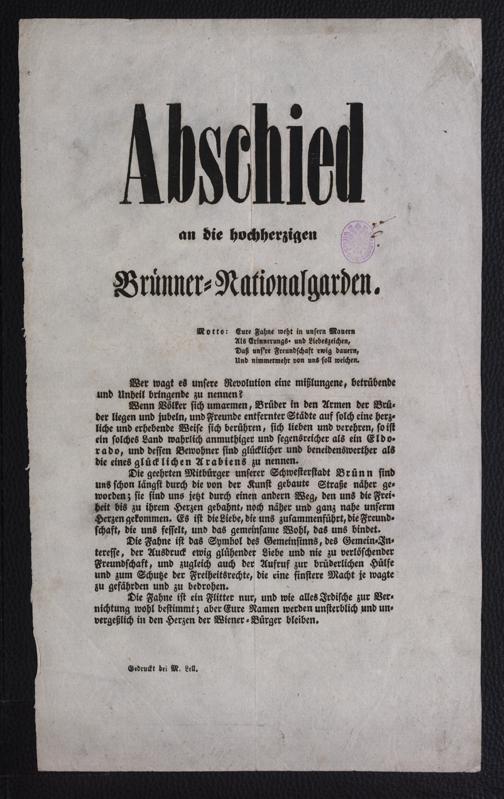 Abschied
an die hochherzigen
Brünner-Nationalgarden.
Motto: Eure Fahne weht in unsern Mauern
Als Erinnerungs- und Liebeszeichen,
Daß uns're Freundschaft ewig dauern,
Und nimmermehr von uns soll weichen.
Wer wagt es unsere Revolution eine mißlungene, betrübende
und Unheil bringende zu nennen?
Wenn Völker sich umarmen, Brüder in den Armen der Brü-
der liegen und jubeln, und Freunde entfernter Städte auf solch eine herz-
liche und erhebende Weise sich berühren, sich lieben und verehren, so ist
ein solches Land wahrlich anmuthiger und segensreicher als ein Eldo-
rado, und dessen Bewohner sind glücklicher und beneidenswerther als
die eines glücklichen Arabiens zu nennen.
Die geehrten Mitbürger unserer Schwesterstadt Brünn sind
uns schon längst durch die von der Kunst gebaute Straße näher ge-
worden; sie sind uns jetzt durch einen andern Weg, den uns die Frei-
heit bis zu ihrem Herzen gebahnt, noch näher und ganz nahe unserm
Herzen gekommen. Es ist die Liebe, die uns zusammenführt, die Freund-
schaft, die uns fesselt, und das gemeinsame Wohl, das uns bindet.
Die Fahne ist das Symbol des Gemeinsinns, des Gemein-In-
teresse, der Ausdruck ewig glühender Liebe und nie zu verlöschender
Freundschaft, und zugleich auch der Aufruf zur brüderlichen Hülfe
und zum Schutze der Freiheitsrechte, die eine finstere Macht je wagte
zu gefährden und zu bedrohen.
Die Fahne ist ein Flitter nur, und wie alles Irdische zur Ver-
nichtung wohl bestimmt; aber Eure Namen werden unsterblich und un-
vergeßlich in den Herzen der Wiener-Bürger bleiben.
Gedruckt bei M. Lell.